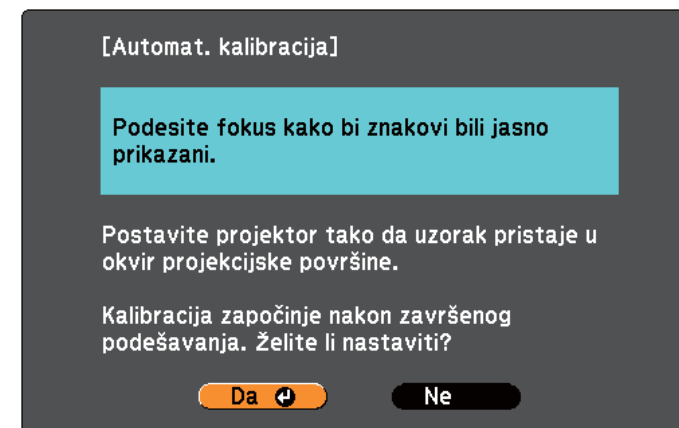 [Automat. kalibracija]
Podesite fokus kako bi znakovi bili jasno
prikazani.
Postavite projektor tako da uzorak pristaje u
okvir projekcijske površine.
Kalibracija započinje nakon završenog
podešavanja. Želite li nastaviti?
Da ↵ Ne